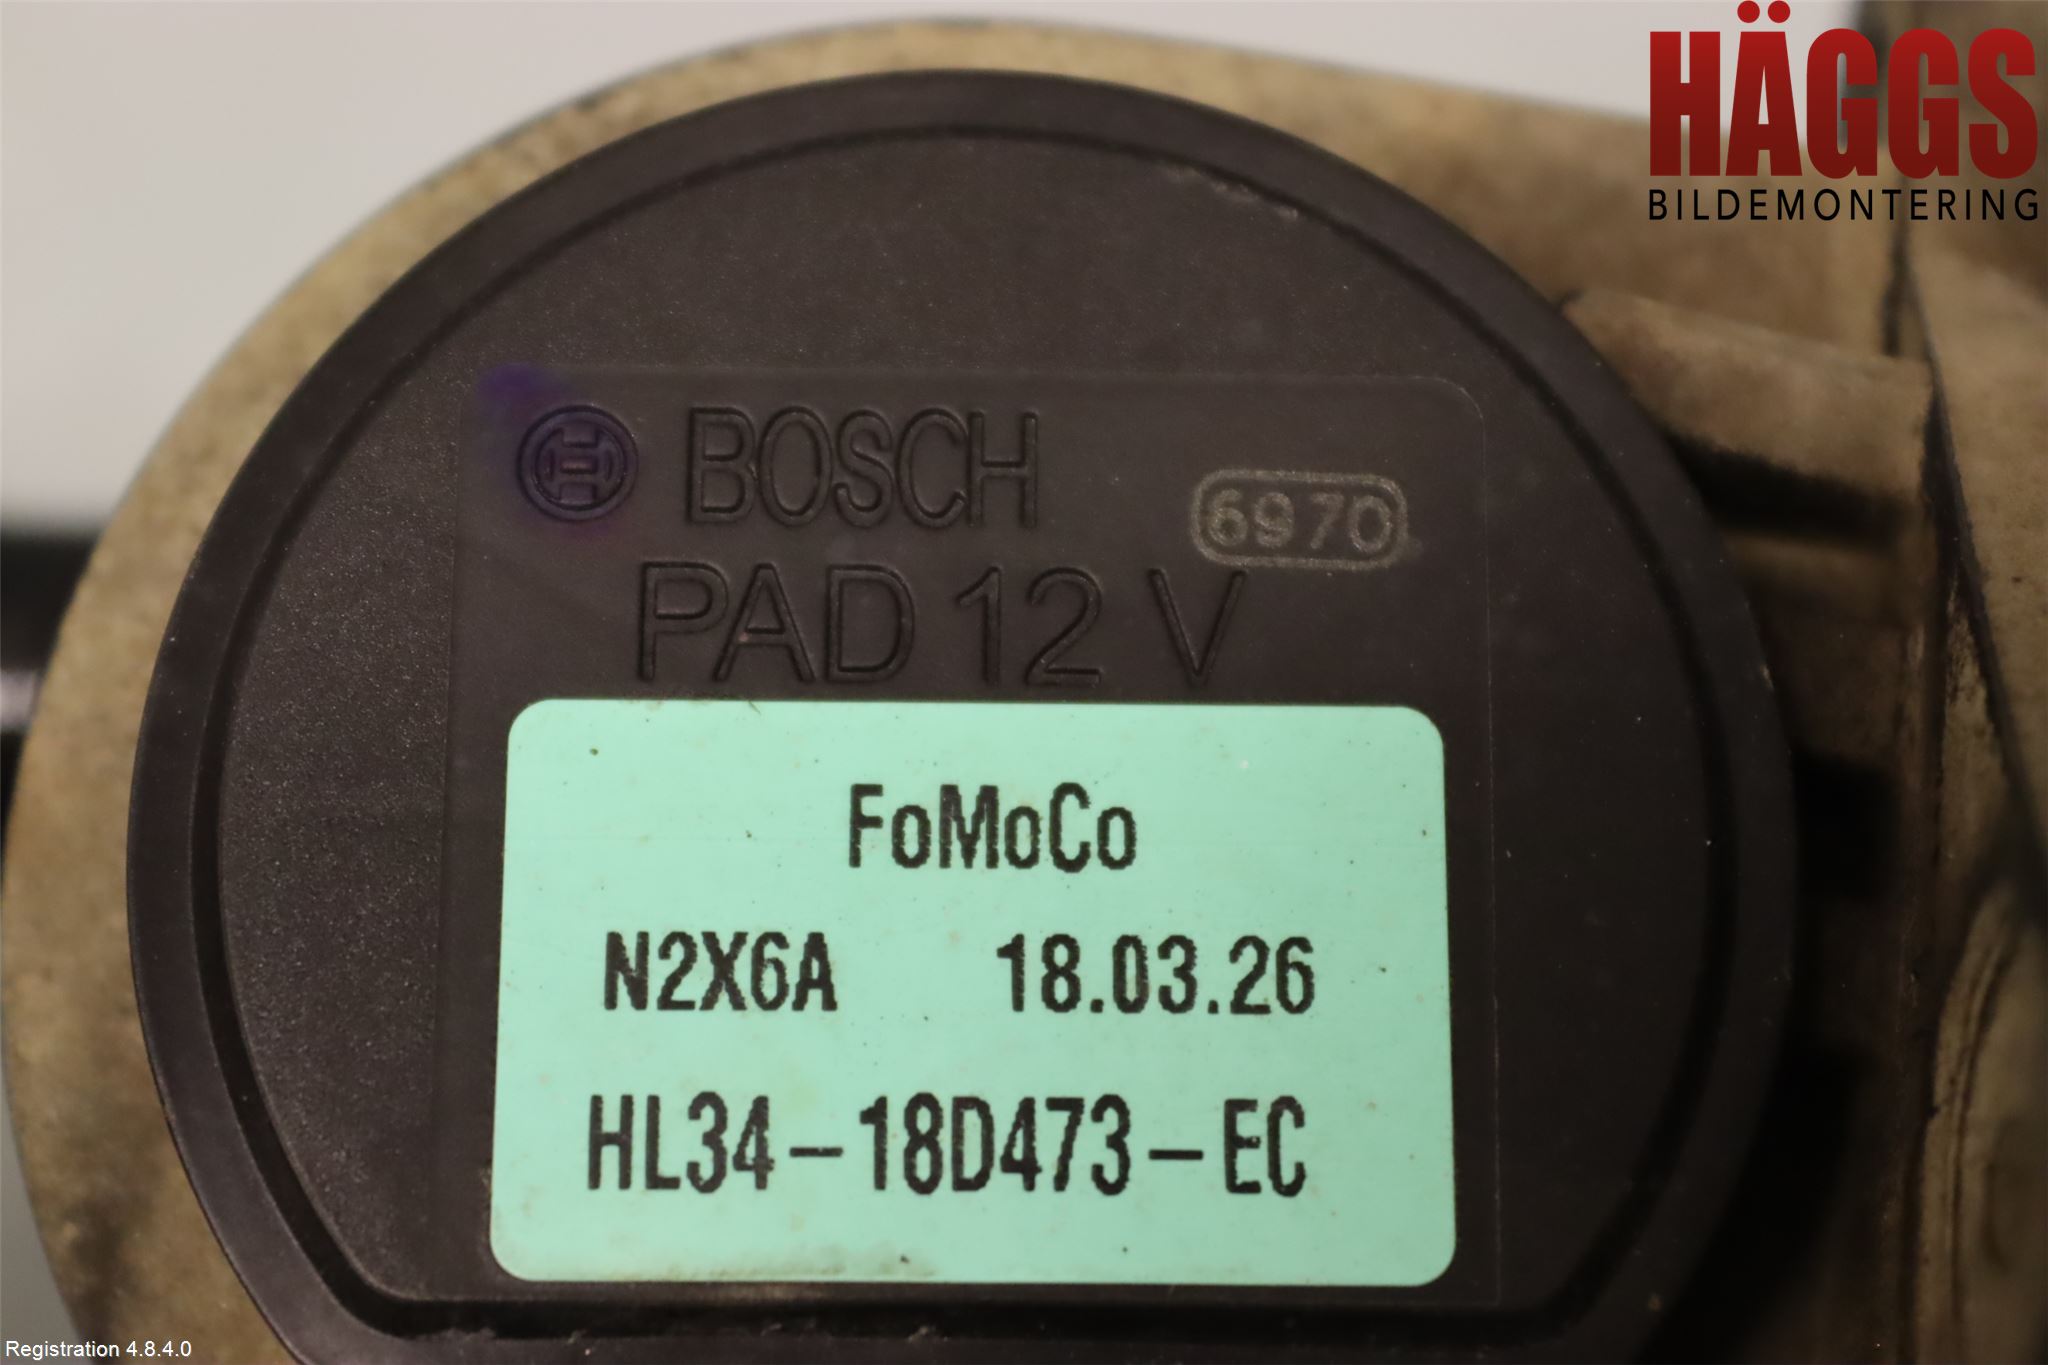 HÄGGS
BILDEMONTERING
BOSCH
6970
PAD 12 V
FoMoCo
N2X6A 18.03.26
HL34-18D473-EC
Registration 4.8.4.0